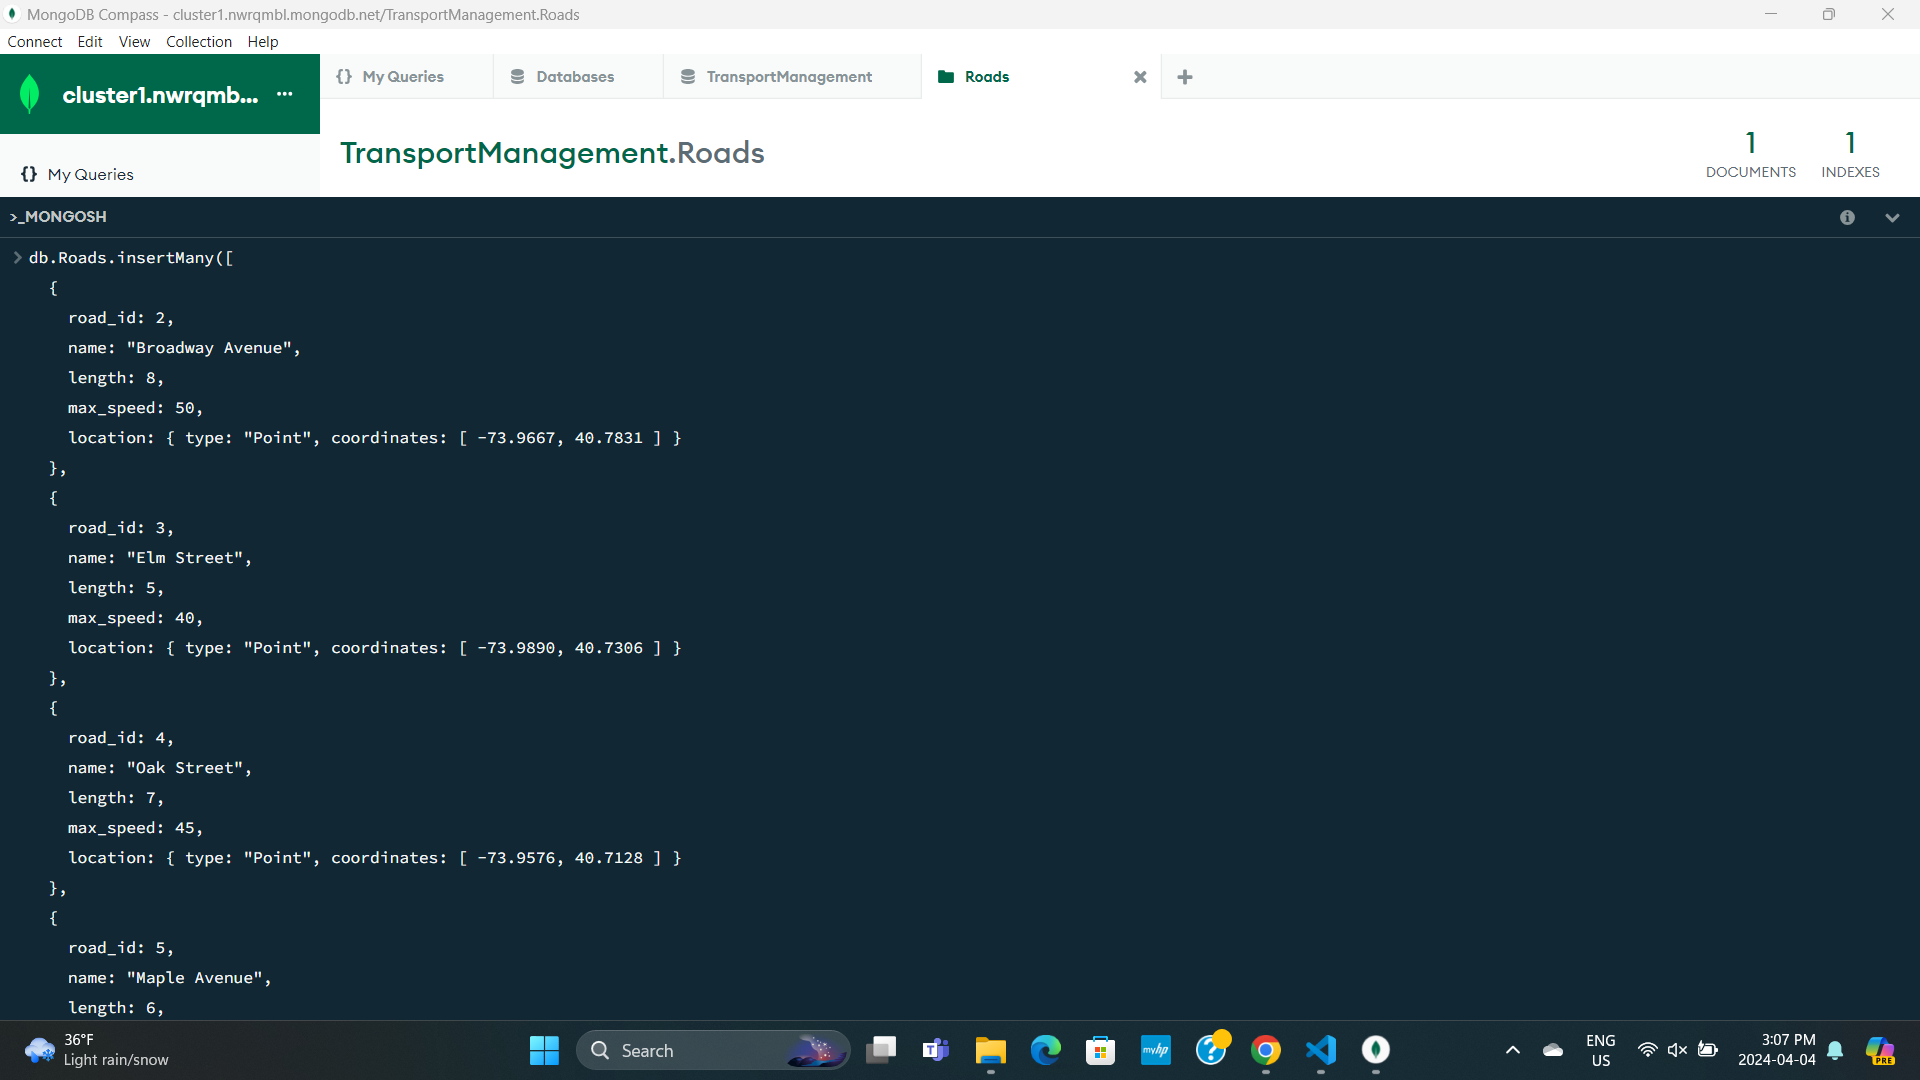 MongoDB Compass - cluster1.nwrqmbl.mongodb.net/TransportManagement.Roads
Connect Edit View Collection Help
cluster1.nwrqmb... ...
{} My Queries
{} My Queries Databases TransportManagement Roads
TransportManagement.Roads
1 DOCUMENTS
1 INDEXES
>_MONGOSH
> db.Roads.insertMany([
{
road_id: 2,
name: "Broadway Avenue",
length: 8,
max_speed: 50,
location: { type: "Point", coordinates: [ -73.9667, 40.7831 ] }
},
{
road_id: 3,
name: "Elm Street",
length: 5,
max_speed: 40,
location: { type: "Point", coordinates: [ -73.9890, 40.7306 ] }
},
{
road_id: 4,
name: "Oak Street",
length: 7,
max_speed: 45,
location: { type: "Point", coordinates: [ -73.9576, 40.7128 ] }
},
{
road_id: 5,
name: "Maple Avenue",
length: 6,
36°F
Light rain/snow
Search
myhp
ENG
US
3:07 PM
2024-04-04
PRE